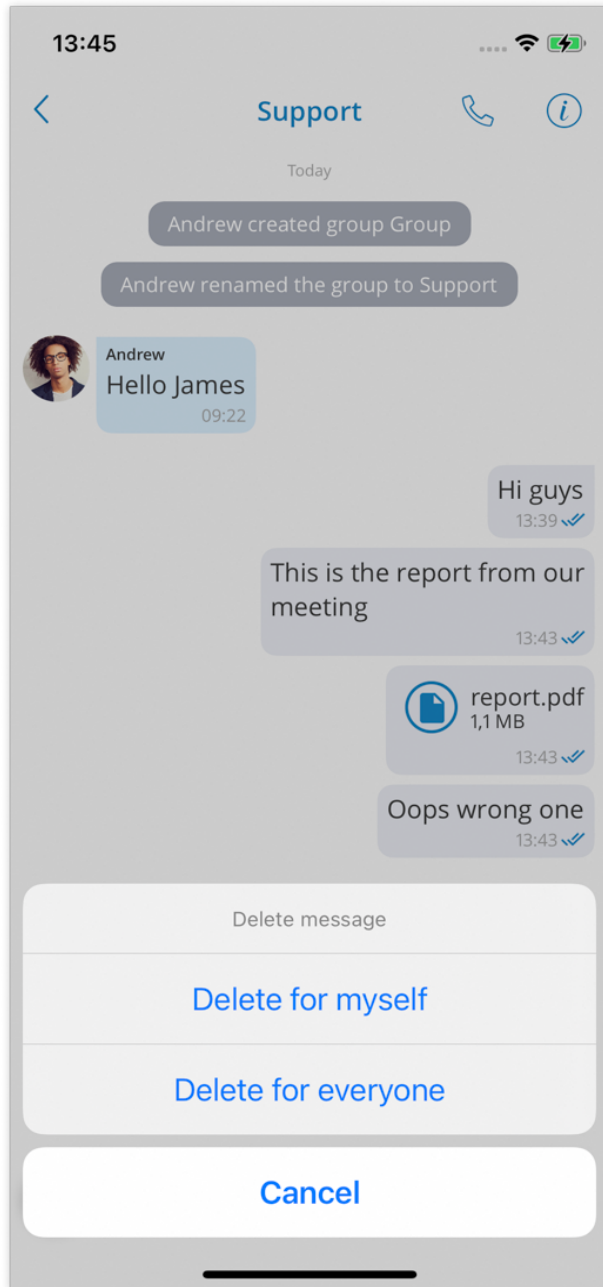 13:45
Support
Today
Andrew created group Group
Andrew renamed the group to Support
Andrew
Hello James
09:22
Hi guys
13:39
This is the report from our
meeting
13:43
report.pdf
1,1 MB
13:43
Oops wrong one
13:43
Delete message
Delete for myself
Delete for everyone
Cancel